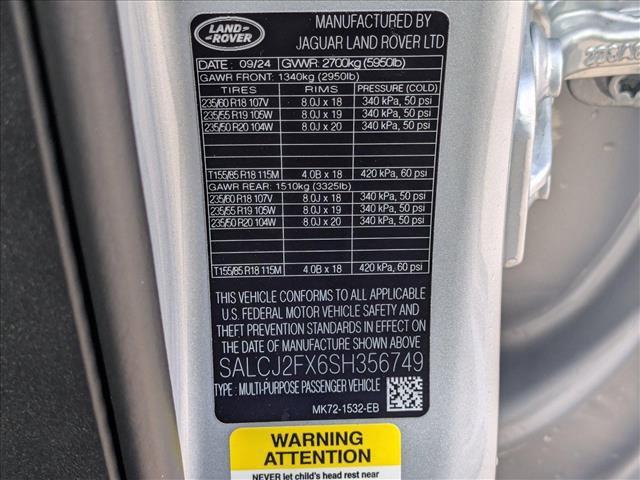 LAND ROVER
MANUFACTURED BY
JAGUAR LAND ROVER LTD
DATE: 09/24 GVWR: 2700kg (5950lb)
GAWR FRONT: 1340kg (2950lb)
TIRES RIMS PRESSURE (COLD)
235/60 R18 107V 8.0J x 18 340 kPa, 50 psi
235/55 R19 105W 8.0J x 19 340 kPa, 50 psi
235/50 R20 104W 8.0J x 20 340 kPa, 50 psi
T155/85 R18 115M 4.0B x 18 420 kPa, 60 psi
GAWR REAR: 1510kg (3325lb)
235/60 R18 107V 8.0J x 18 340 kPa, 50 psi
235/55 R19 105W 8.0J x 19 340 kPa, 50 psi
235/50 R20 104W 8.0J x 20 340 kPa, 50 psi
T155/85 R18 115M 4.0B x 18 420 kPa, 60 psi
THIS VEHICLE CONFORMS TO ALL APPLICABLE
U.S. FEDERAL MOTOR VEHICLE SAFETY AND
THEFT PREVENTION STANDARDS IN EFFECT ON
THE DATE OF MANUFACTURE SHOWN ABOVE
SALCJ2FX6SH356749
TYPE: MULTI-PURPOSE PASSENGER VEHICLE
MK72-1532-EB
WARNING
ATTENTION
NEVER let child's head rest near